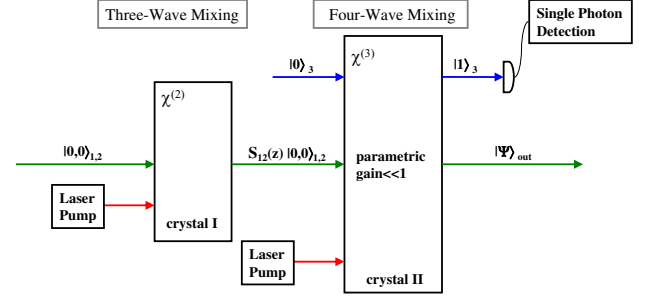 Three-Wave Mixing
Four-Wave Mixing
Single Photon
Detection
|0⟩₃
χ⁽³⁾
|1⟩₃
χ⁽²⁾
|0,0⟩₁,₂
S₁₂(z) |0,0⟩₁,₂
parametric
gain<<1
|Ψ⟩out
Laser
Pump
crystal I
Laser
Pump
crystal II